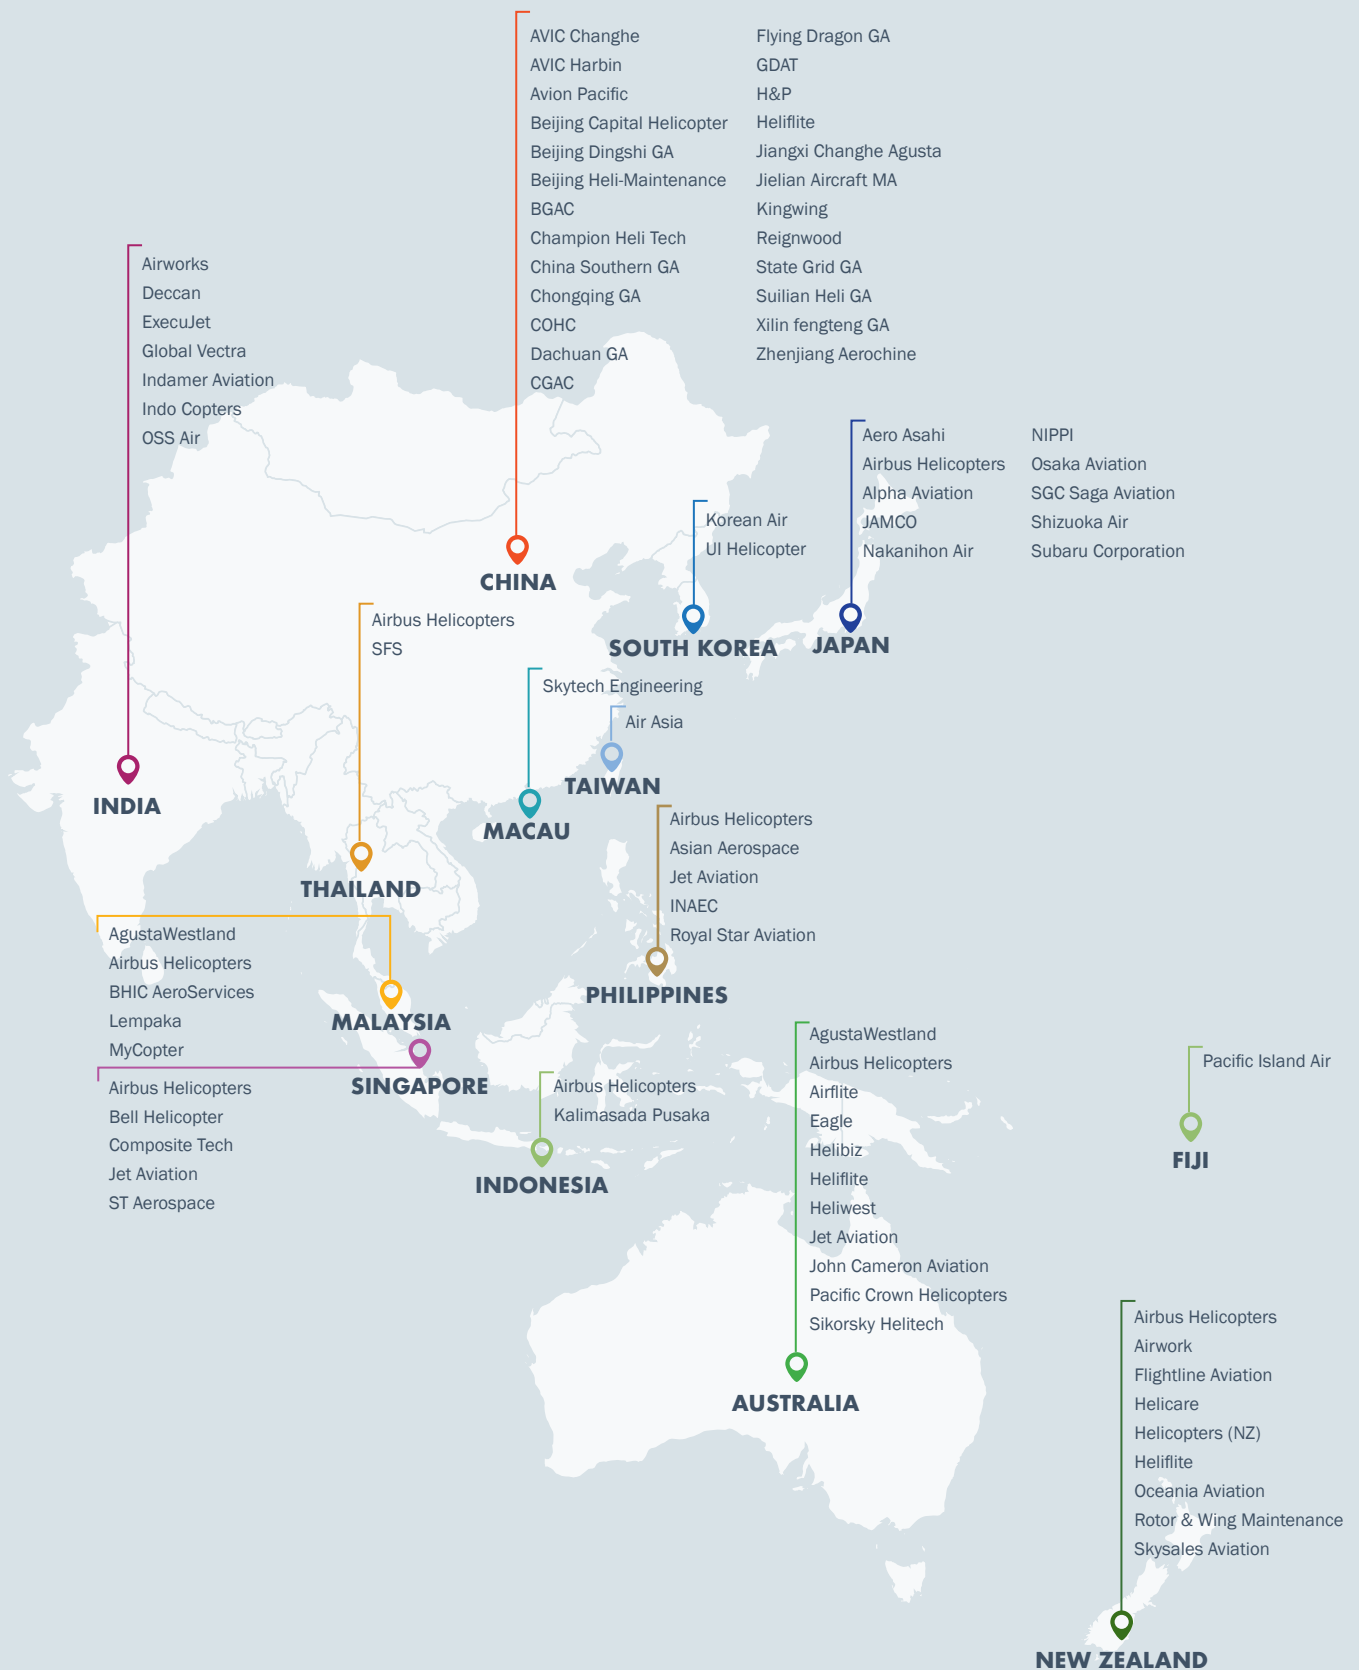 AVIC Changhe
AVIC Harbin
Avion Pacific
Beijing Capital Helicopter
Beijing Dingshi GA
Beijing Heli-Maintenance
BGAC
Champion Heli Tech
China Southern GA
Chongqing GA
COHC
Dachuan GA
CGAC
Flying Dragon GA
GDAT
H&P
Heliflite
Jiangxi Changhe Agusta
Jielian Aircraft MA
Kingwing
Reignwood
State Grid GA
Suilian Heli GA
Xilin fengteng GA
Zhenjiang Aerochine
CHINA
Airworks
Deccan
ExecuJet
Global Vectra
Indamer Aviation
Indo Copters
OSS Air
INDIA
Aero Asahi
Airbus Helicopters
Alpha Aviation
JAMCO
Nakanihon Air
NIPPI
Osaka Aviation
SGC Saga Aviation
Shizuoka Air
Subaru Corporation
JAPAN
Korean Air
UI Helicopter
SOUTH KOREA
Airbus Helicopters
SFS
THAILAND
Skytech Engineering
MACAU
Air Asia
TAIWAN
Airbus Helicopters
Asian Aerospace
Jet Aviation
INAEC
Royal Star Aviation
PHILIPPINES
AgustaWestland
Airbus Helicopters
BHIC AeroServices
Lempaka
MyCopter
MALAYSIA
Airbus Helicopters
Bell Helicopter
Composite Tech
Jet Aviation
ST Aerospace
SINGAPORE
Airbus Helicopters
Kalimasada Pusaka
INDONESIA
AgustaWestland
Airbus Helicopters
Airflite
Eagle
Helibiz
Heliflite
Heliwest
Jet Aviation
John Cameron Aviation
Pacific Crown Helicopters
Sikorsky Helitech
AUSTRALIA
Pacific Island Air
FIJI
Airbus Helicopters
Airwork
Flightline Aviation
Helicare
Helicopters (NZ)
Heliflite
Oceania Aviation
Rotor & Wing Maintenance
Skysales Aviation
NEW ZEALAND